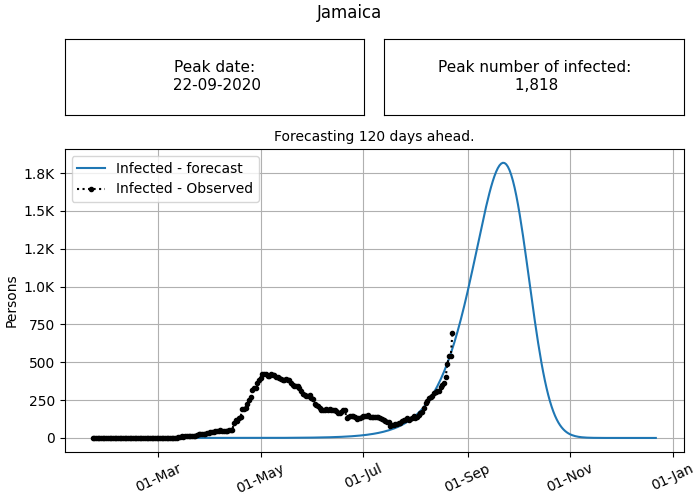 Jamaica
Peak date:
22-09-2020
Peak number of infected:
1,818
Forecasting 120 days ahead.
Infected - forecast
Infected - Observed
1.8K
1.5K
1.2K
1.0K
750
500
250
0
Persons
01-Mar
01-May
01-Jul
01-Sep
01-Nov
01-Jan